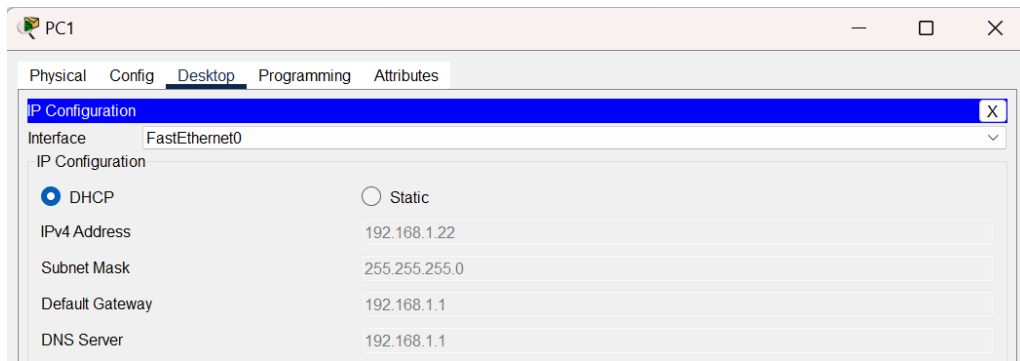 PC1
Physical Config Desktop Programming Attributes
IP Configuration X
Interface FastEthernet0
IP Configuration
DHCP Static
IPv4 Address 192.168.1.22
Subnet Mask 255.255.255.0
Default Gateway 192.168.1.1
DNS Server 192.168.1.1